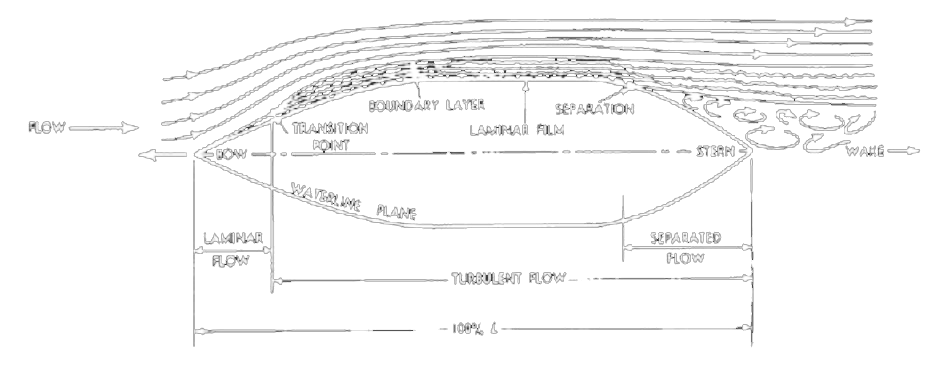 BOUNDARY LAYER
SEPARATION
FLOW
TRANSITION
POINT
LAMINAR FILM
BOW
STERN
WAKE
WATERLINE PLANE
LAMINAR
FLOW
SEPARATED
FLOW
TURBULENT FLOW
100% L